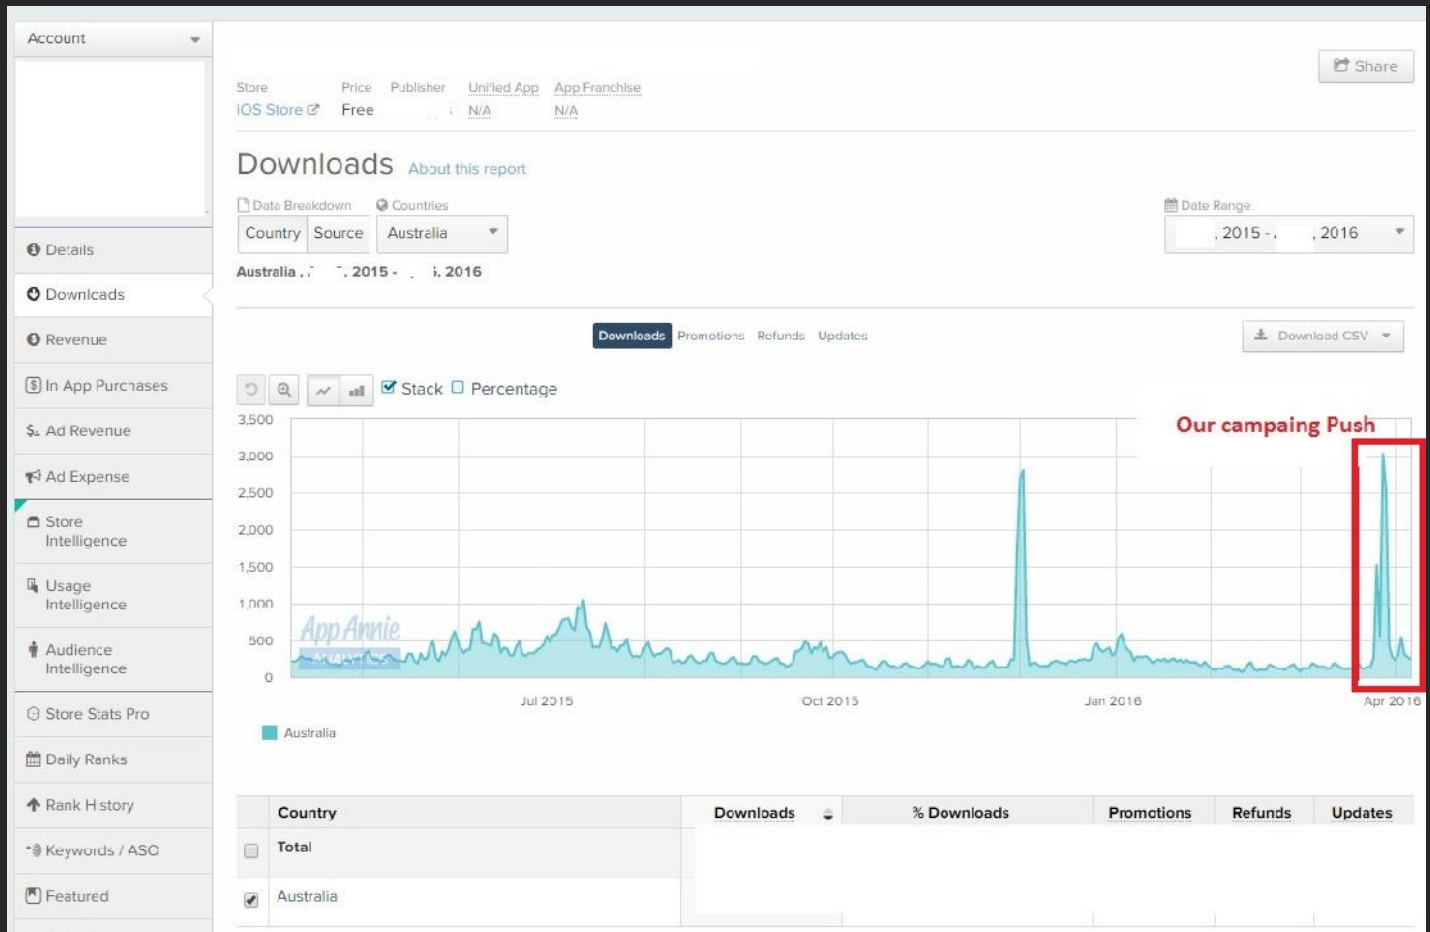 Account
Share
Store Price Publisher Unified App App Franchise
iOS Store Free N/A N/A
Downloads About this report
Data Breakdown Countries Date Range
Country Source Australia , 2015 - , 2016
Australia , 2015 - , 2016
Details
Downloads
Revenue
In App Purchases
Ad Revenue
Ad Expense
Store
Intelligence
Usage
Intelligence
Audience
Intelligence
Store Stats Pro
Daily Ranks
Rank History
Keywords / ASO
Featured
Downloads Promotions Refunds Updates
Download CSV
Stack Percentage
Our campaing Push
3,500
3,000
2,500
2,000
1,500
1,000
500
0
App Annie
ANALYTICS
Jul 2015 Oct 2015 Jan 2016 Apr 2016
Australia
Country Downloads % Downloads Promotions Refunds Updates
Total
Australia